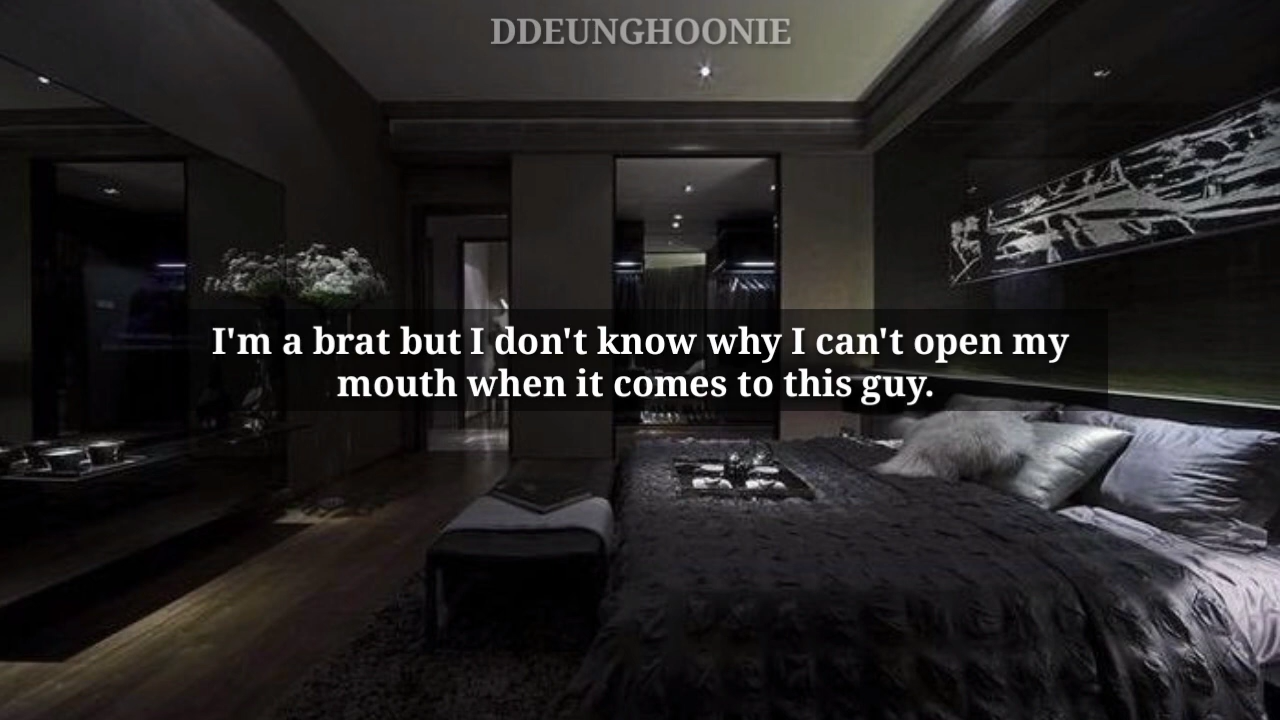 DDEUNGHOONIE
I'm a brat but I don't know why I can't open my
mouth when it comes to this guy.